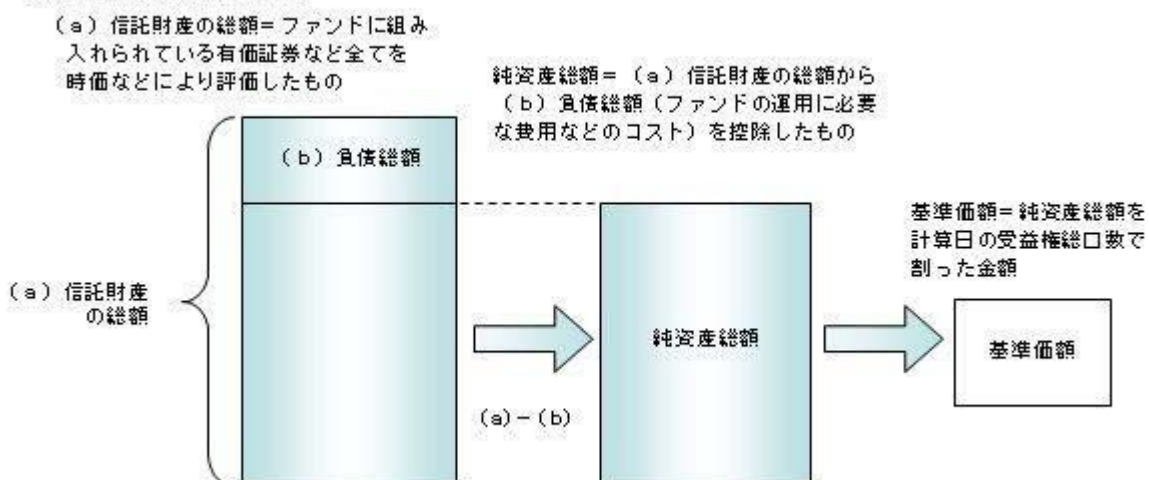 (a) 信託財産の総額=ファンドに組み
入れられている有価証券など全てを
時価などにより評価したもの
純資産総額=(a)信託財産の総額から
(b)負債総額(ファンドの運用に必要
な費用などのコスト)を控除したもの
(b)負債総額
基準価額=純資産総額を
計算日の受益権総口数で
割った金額
(a)信託財産
の総額
純資産総額
基準価額
(a)-(b)